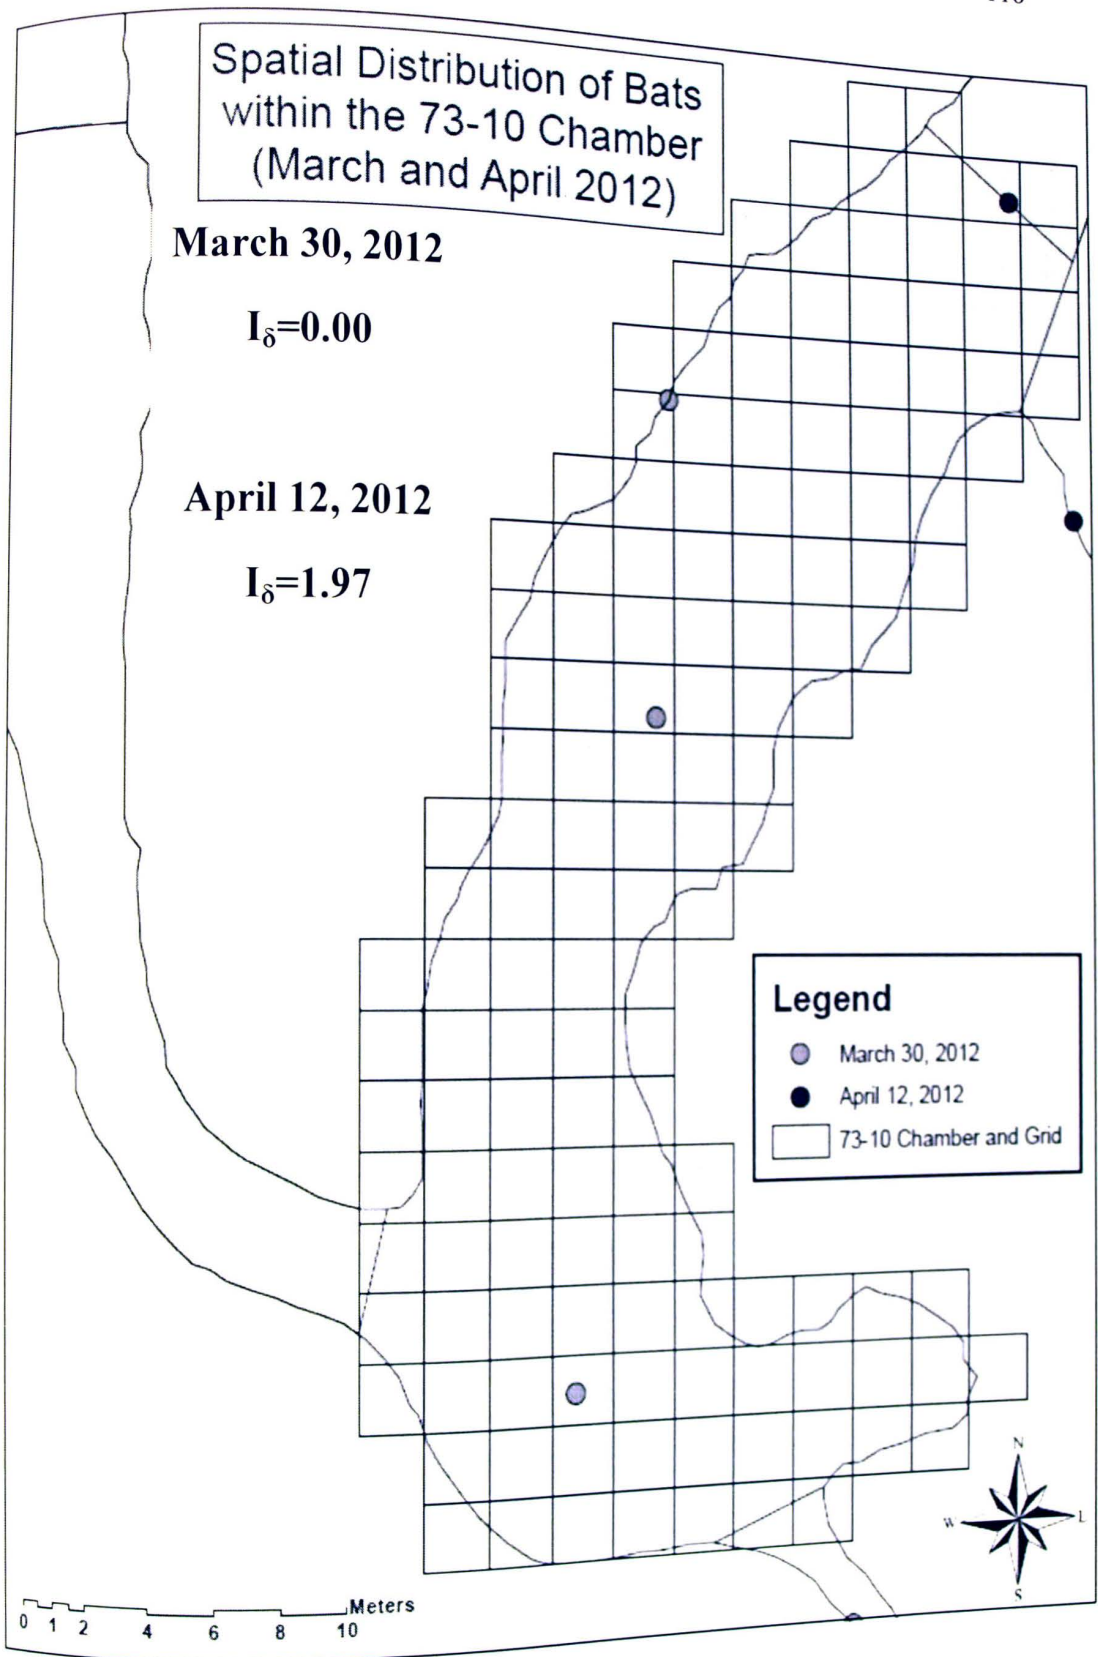 Spatial Distribution of Bats
within the 73-10 Chamber
(March and April 2012)
March 30, 2012
Iδ=0.00
April 12, 2012
Iδ=1.97
Legend
March 30, 2012
April 12, 2012
73-10 Chamber and Grid
N
W
S
Meters
0 1 2 4 6 8 10